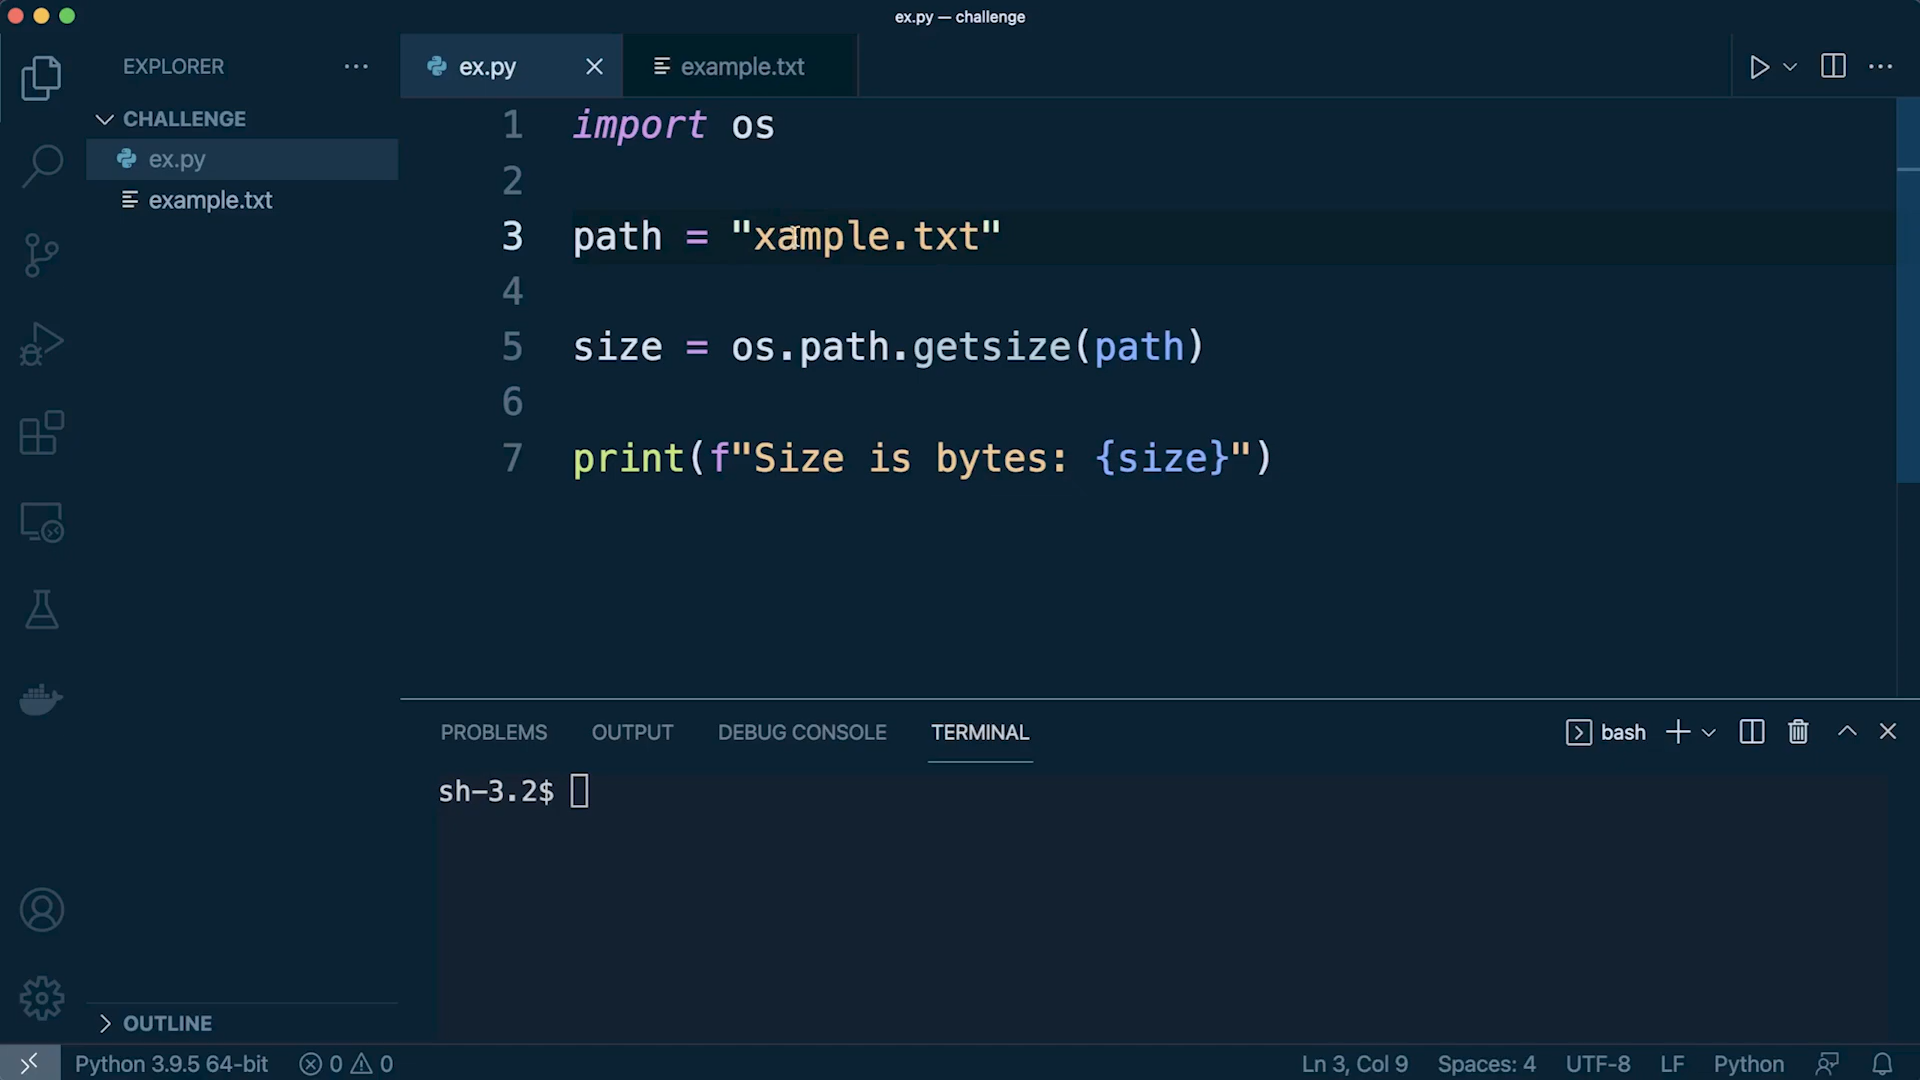 ex.py — challenge
EXPLORER
CHALLENGE
ex.py
example.txt
OUTLINE
ex.py
example.txt
1 import os
2
3 path = "xample.txt"
4
5 size = os.path.getsize(path)
6
7 print(f"Size is bytes: {size}")
PROBLEMS OUTPUT DEBUG CONSOLE TERMINAL
bash
sh-3.2$
Python 3.9.5 64-bit 0 0 Ln 3, Col 9 Spaces: 4 UTF-8 LF Python